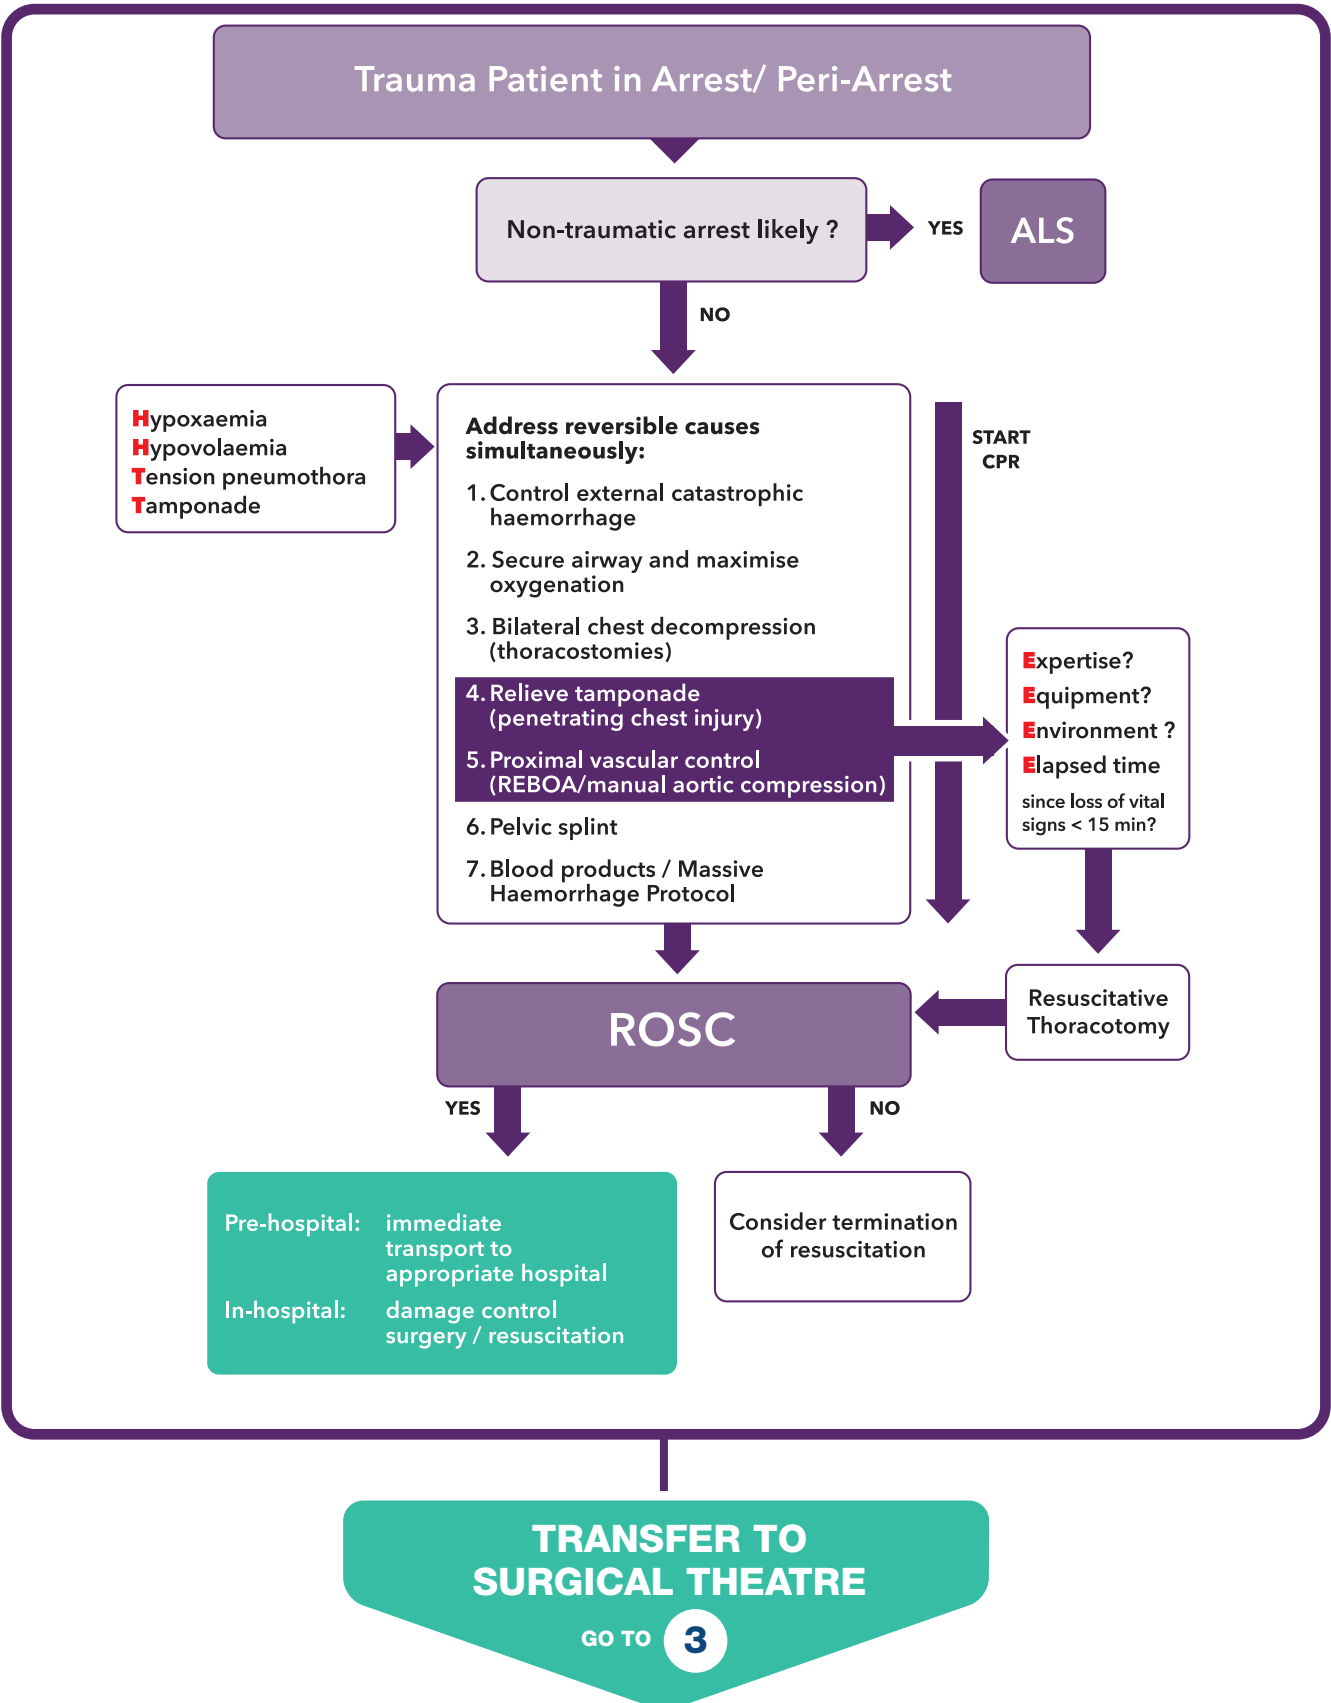 Trauma Patient in Arrest/ Peri-Arrest
Non-traumatic arrest likely ?
YES
ALS
NO
Hypoxaemia
Hypovolaemia
Tension pneumothora
Tamponade
Address reversible causes
simultaneously:
1. Control external catastrophic
haemorrhage
2. Secure airway and maximise
oxygenation
3. Bilateral chest decompression
(thoracostomies)
4. Relieve tamponade
(penetrating chest injury)
5. Proximal vascular control
(REBOA/manual aortic compression)
6. Pelvic splint
7. Blood products / Massive
Haemorrhage Protocol
START
CPR
Expertise?
Equipment?
Environment ?
Elapsed time
since loss of vital
signs < 15 min?
Resuscitative
Thoracotomy
ROSC
YES
NO
Pre-hospital: immediate
transport to
appropriate hospital
In-hospital: damage control
surgery / resuscitation
Consider termination
of resuscitation
TRANSFER TO
SURGICAL THEATRE
GO TO 3